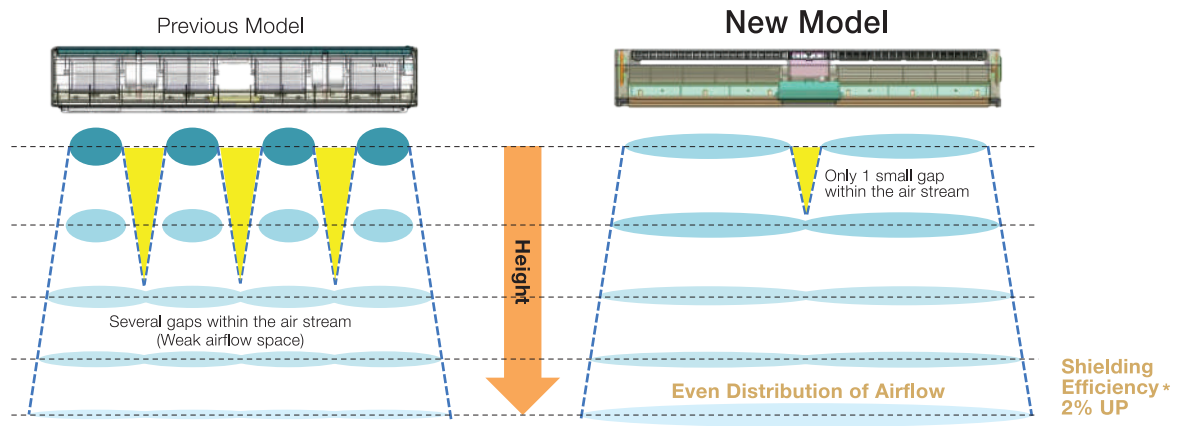 Previous Model
New Model
Only 1 small gap
within the air stream
Height
Several gaps within the air stream
(Weak airflow space)
Even Distribution of Airflow
Shielding
Efficiency *
2% UP